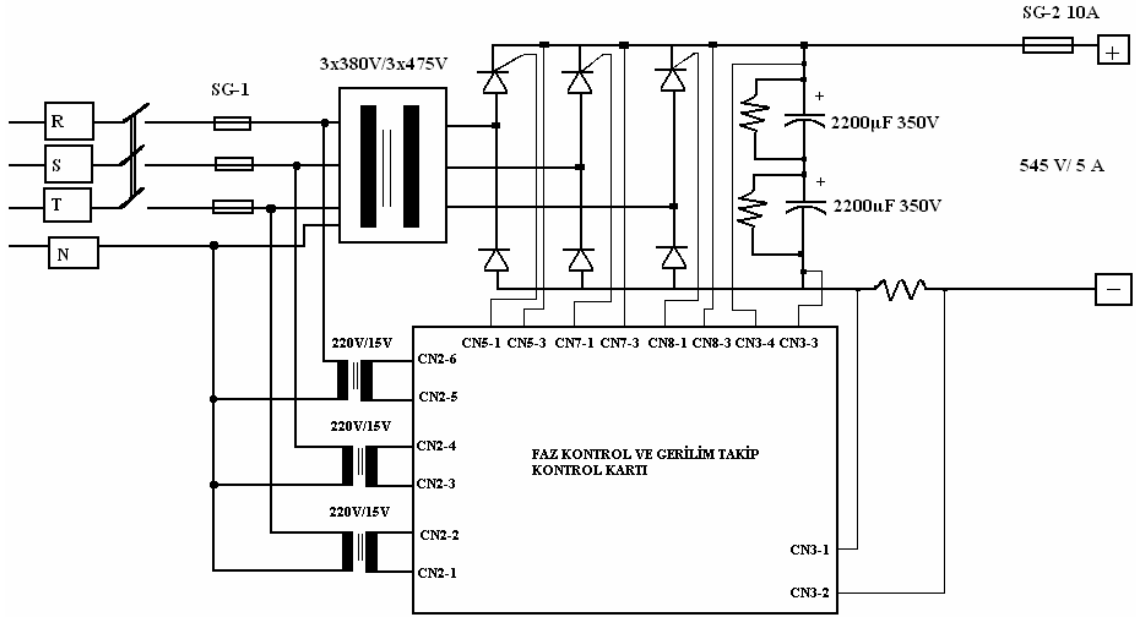 SG-2 10A
+
3x380V/3x475V
SG-1
R
S
T
N
+
2200µF 350V
545 V/ 5 A
+
2200µF 350V
−
CN5-1 CN5-3 CN7-1 CN7-3 CN8-1 CN8-3 CN3-4 CN3-3
220V/15V
CN2-6
CN2-5
220V/15V
CN2-4
CN2-3
220V/15V
CN2-2
CN2-1
FAZ KONTROL VE GERİLİM TAKİP
KONTROL KARTI
CN3-1
CN3-2